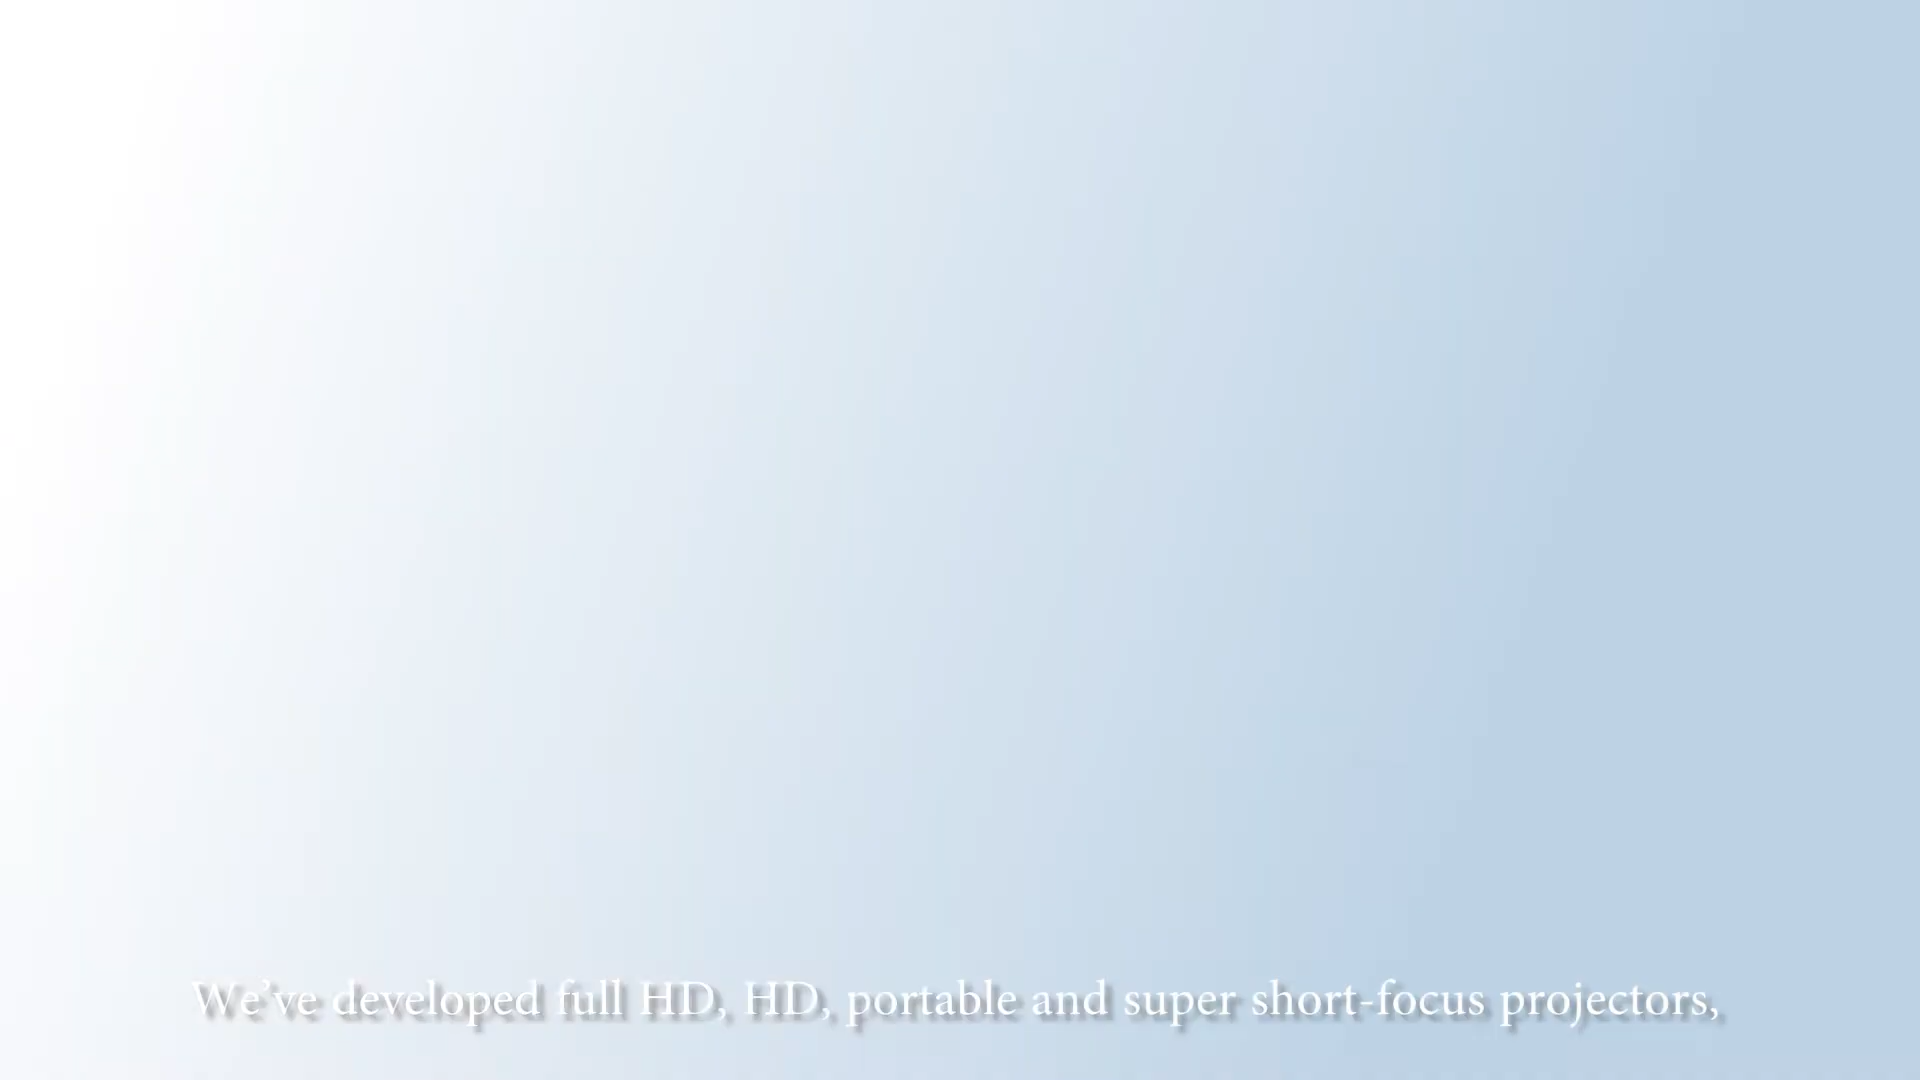 We’ve developed full HD, HD, portable and super short-focus projectors,